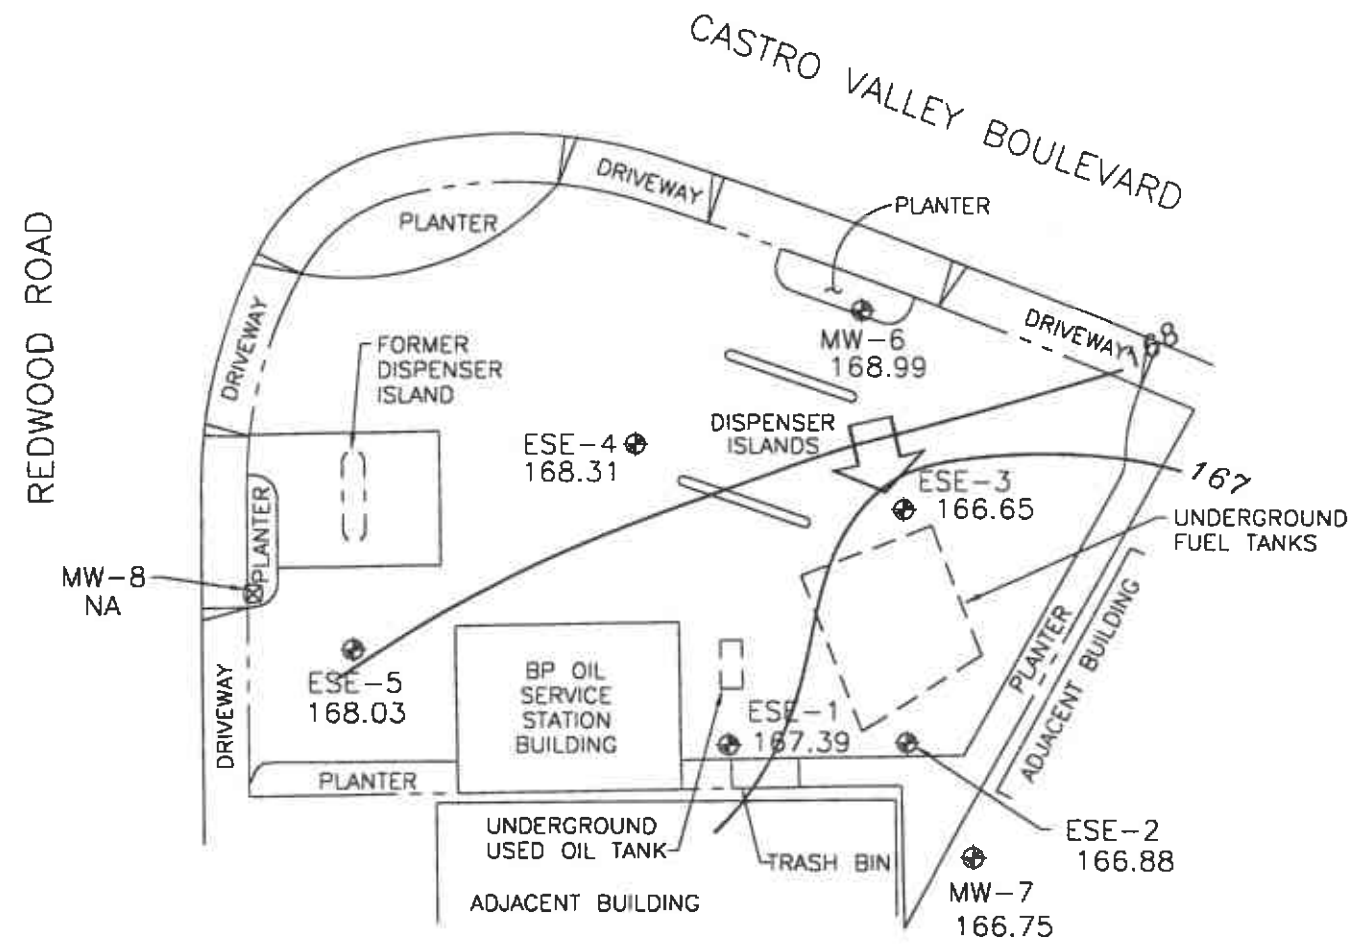 CASTRO VALLEY BOULEVARD
REDWOOD ROAD
DRIVEWAY
PLANTER
PLANTER
DRIVEWAY
FORMER
DISPENSER
ISLAND
MW-6
168.99
DRIVEWAY
168
ESE-4
168.31
DISPENSER
ISLANDS
ESE-3
166.65
167
UNDERGROUND
FUEL TANKS
PLANTER
MW-8
NA
ESE-5
168.03
DRIVEWAY
BP OIL
SERVICE
STATION
BUILDING
ESE-1
167.39
PLANTER
ADJACENT BUILDING
PLANTER
UNDERGROUND
USED OIL TANK
TRASH BIN
ESE-2
166.88
ADJACENT BUILDING
MW-7
166.75